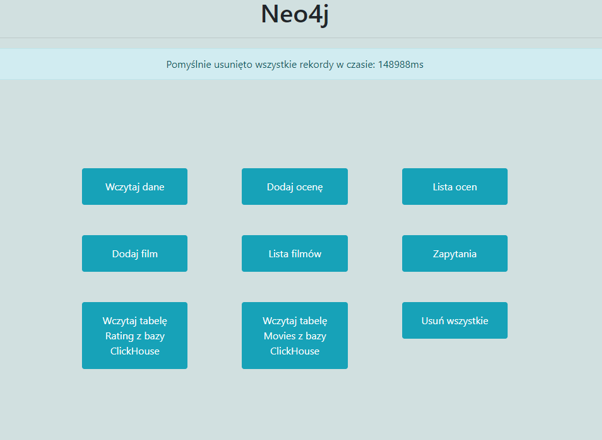 Neo4j
Pomyślnie usunięto wszystkie rekordy w czasie: 148988ms
Wczytaj dane
Dodaj ocenę
Lista ocen
Dodaj film
Lista filmów
Zapytania
Wczytaj tabelę
Rating z bazy
ClickHouse
Wczytaj tabelę
Movies z bazy
ClickHouse
Usuń wszystkie